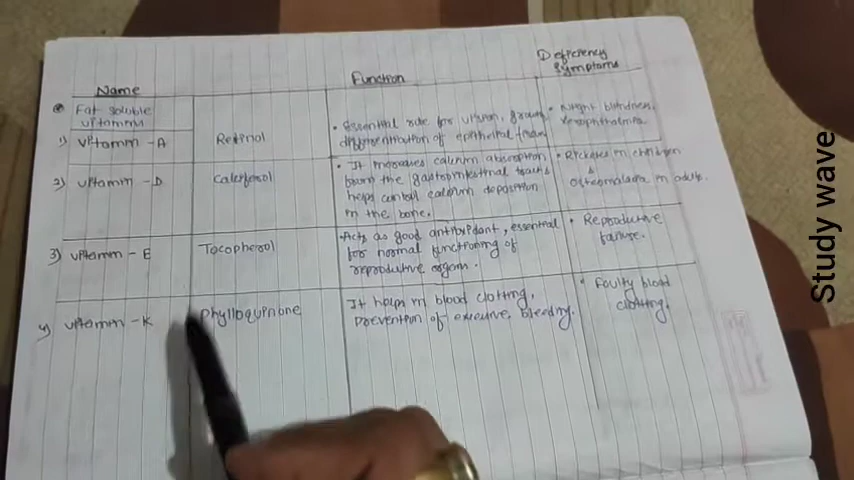 Name
Function
Deficiency
Symptoms
Fat soluble
vitamins
1) vitamin - A
Retinol
• Essential role for vision, growth
differentiation of epithelial
• Night blindness,
xerophthalmia.
2) vitamin - D
Calciferol
• It increases calcium absorption
from the gastointestinal tracts
helps control calcium deposition
in the bone.
• Rickets in children
&
osteomalacia in adults.
3) vitamin - E
Tocopherol
• Acts as good antioxidant, essential
for normal functioning of
reproductive organs.
• Reproductive
failure.
4) vitamin - K
Phylloquinone
It helps in blood clotting,
prevention of excessive bleeding.
• Faulty blood
clotting.
Study wave